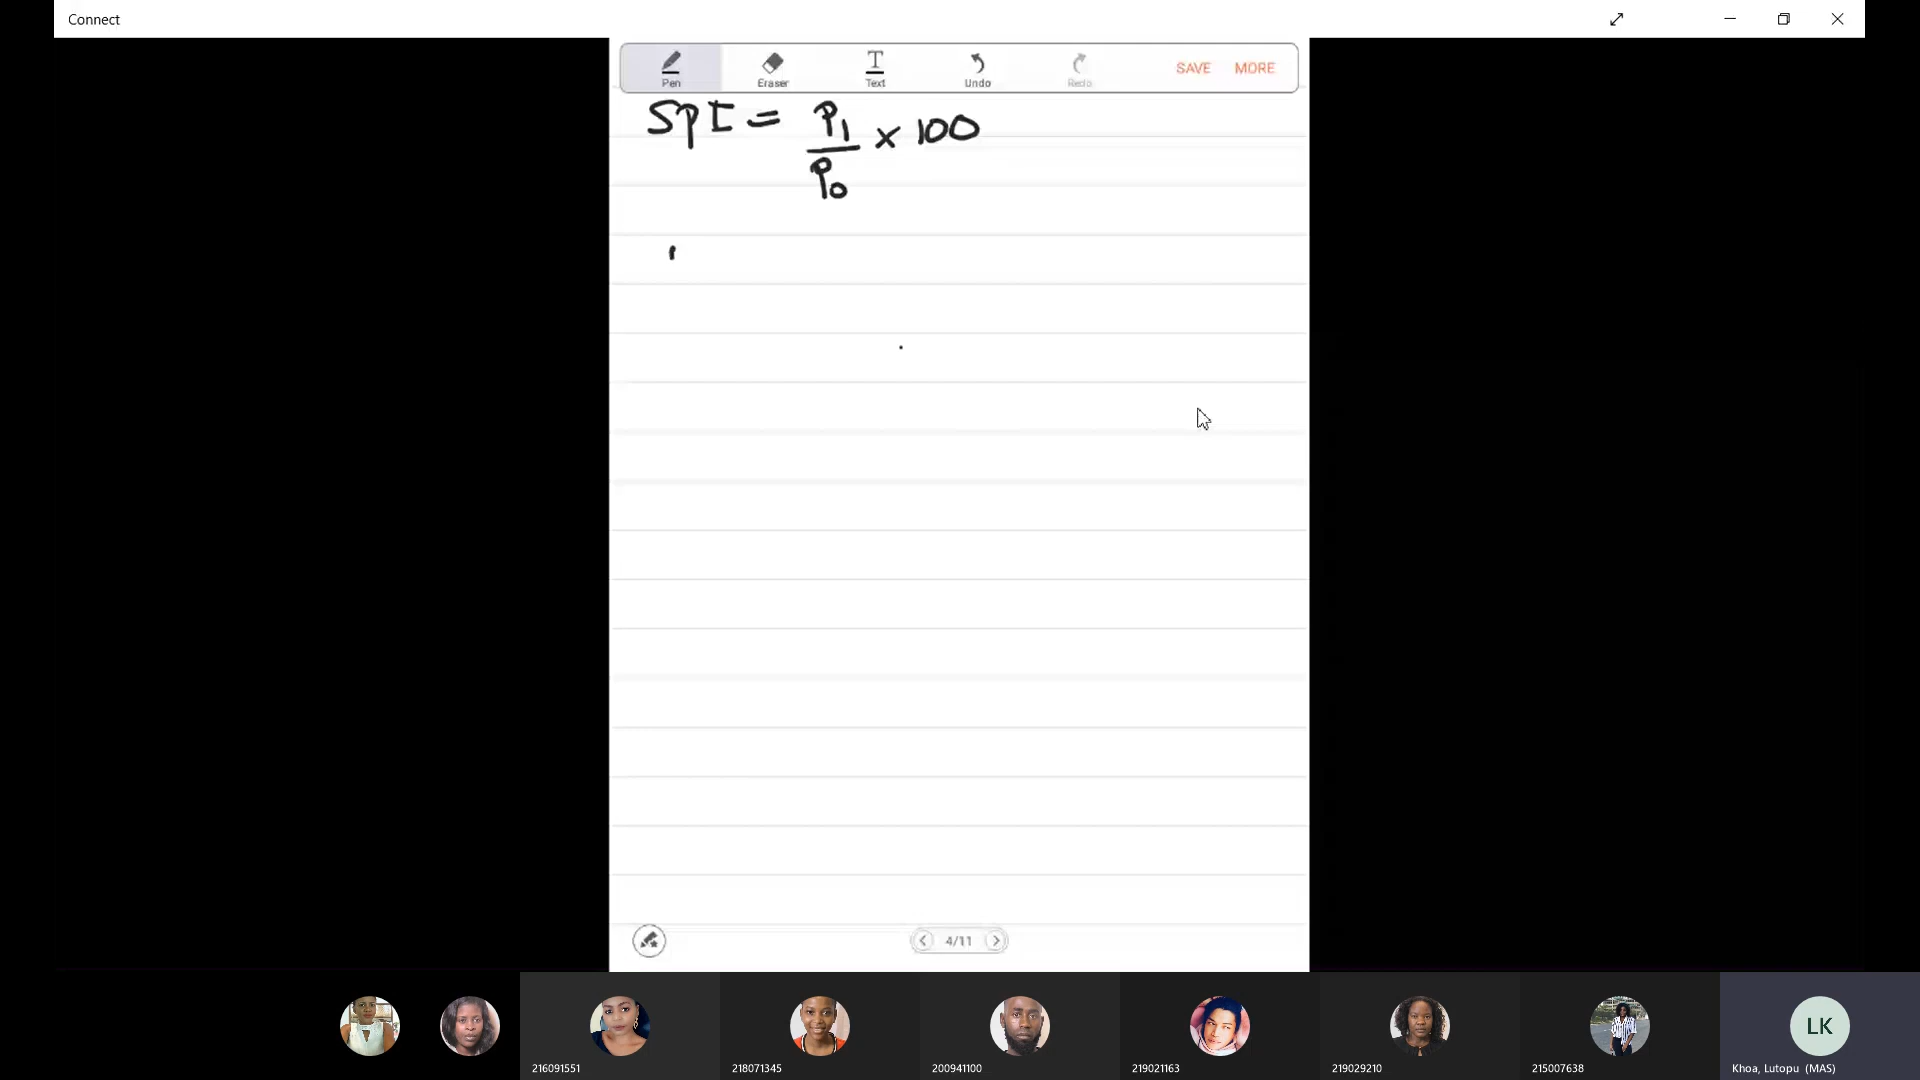 Connect
Pen Eraser Text Undo Redo SAVE MORE
SPI = P1/P0 × 100
4/11
216091551 218071345 200941100 219021163 219029210 215007638 LK
Khoa, Lutopu (MAS)